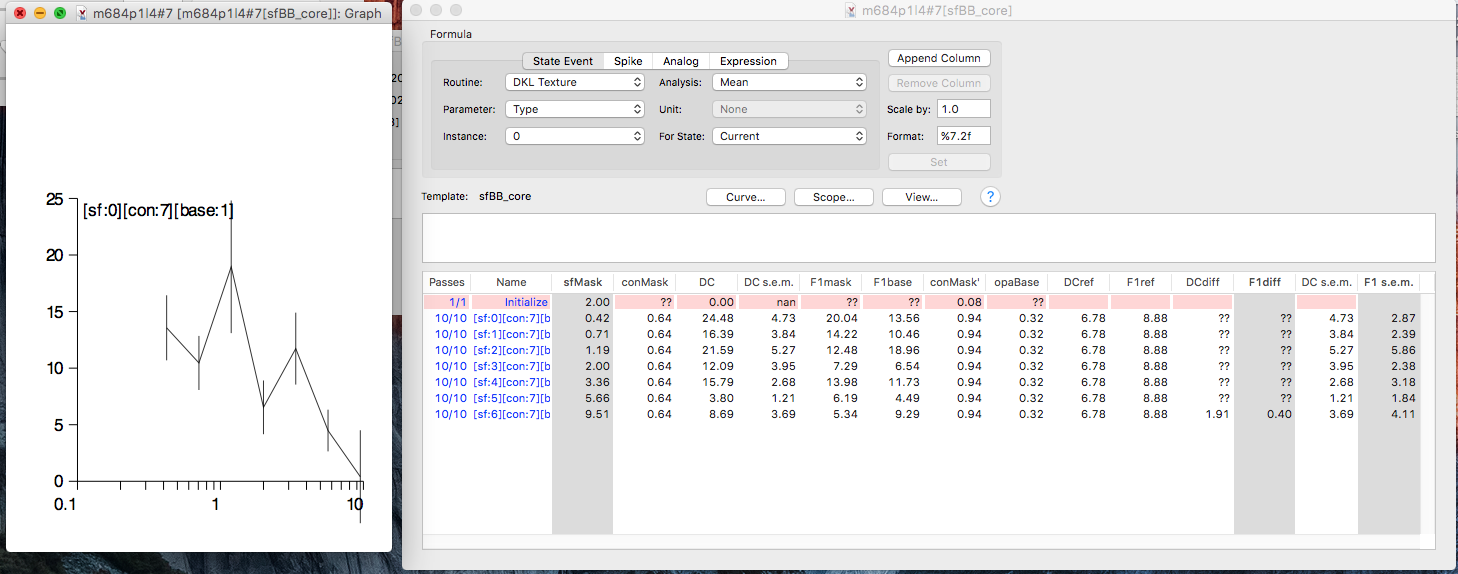 m684p1|4#7 [m684p1|4#7[sfBB_core]]: Graph
25
[sf:0][con:7][base:1]
20
15
10
5
0
0.1 1 10
m684p1|4#7[sfBB_core]
Formula
State Event Spike Analog Expression
Append Column
Routine: DKL Texture Analysis: Mean
Remove Column
Parameter: Type Unit: None
Scale by: 1.0
Instance: 0 For State: Current
Format: %7.2f
Set
Template: sfBB_core Curve... Scope... View... ?
Passes Name sfMask conMask DC DC s.e.m. F1mask F1base conMask' opaBase DCref F1ref DCdiff F1diff DC s.e.m. F1 s.e.m.
1/1 Initialize 2.00 ?? 0.00 nan ?? ?? 0.08 ??
10/10 [sf:0][con:7][b 0.42 0.64 24.48 4.73 20.04 13.56 0.94 0.32 6.78 8.88 ?? ?? 4.73 2.87
10/10 [sf:1][con:7][b 0.71 0.64 16.39 3.84 14.22 10.46 0.94 0.32 6.78 8.88 ?? ?? 3.84 2.39
10/10 [sf:2][con:7][b 1.19 0.64 21.59 5.27 12.48 18.96 0.94 0.32 6.78 8.88 ?? ?? 5.27 5.86
10/10 [sf:3][con:7][b 2.00 0.64 12.09 3.95 7.29 6.54 0.94 0.32 6.78 8.88 ?? ?? 3.95 2.38
10/10 [sf:4][con:7][b 3.36 0.64 15.79 2.68 13.98 11.73 0.94 0.32 6.78 8.88 ?? ?? 2.68 3.18
10/10 [sf:5][con:7][b 5.66 0.64 3.80 1.21 6.19 4.49 0.94 0.32 6.78 8.88 ?? ?? 1.21 1.84
10/10 [sf:6][con:7][b 9.51 0.64 8.69 3.69 5.34 9.29 0.94 0.32 6.78 8.88 1.91 0.40 3.69 4.11